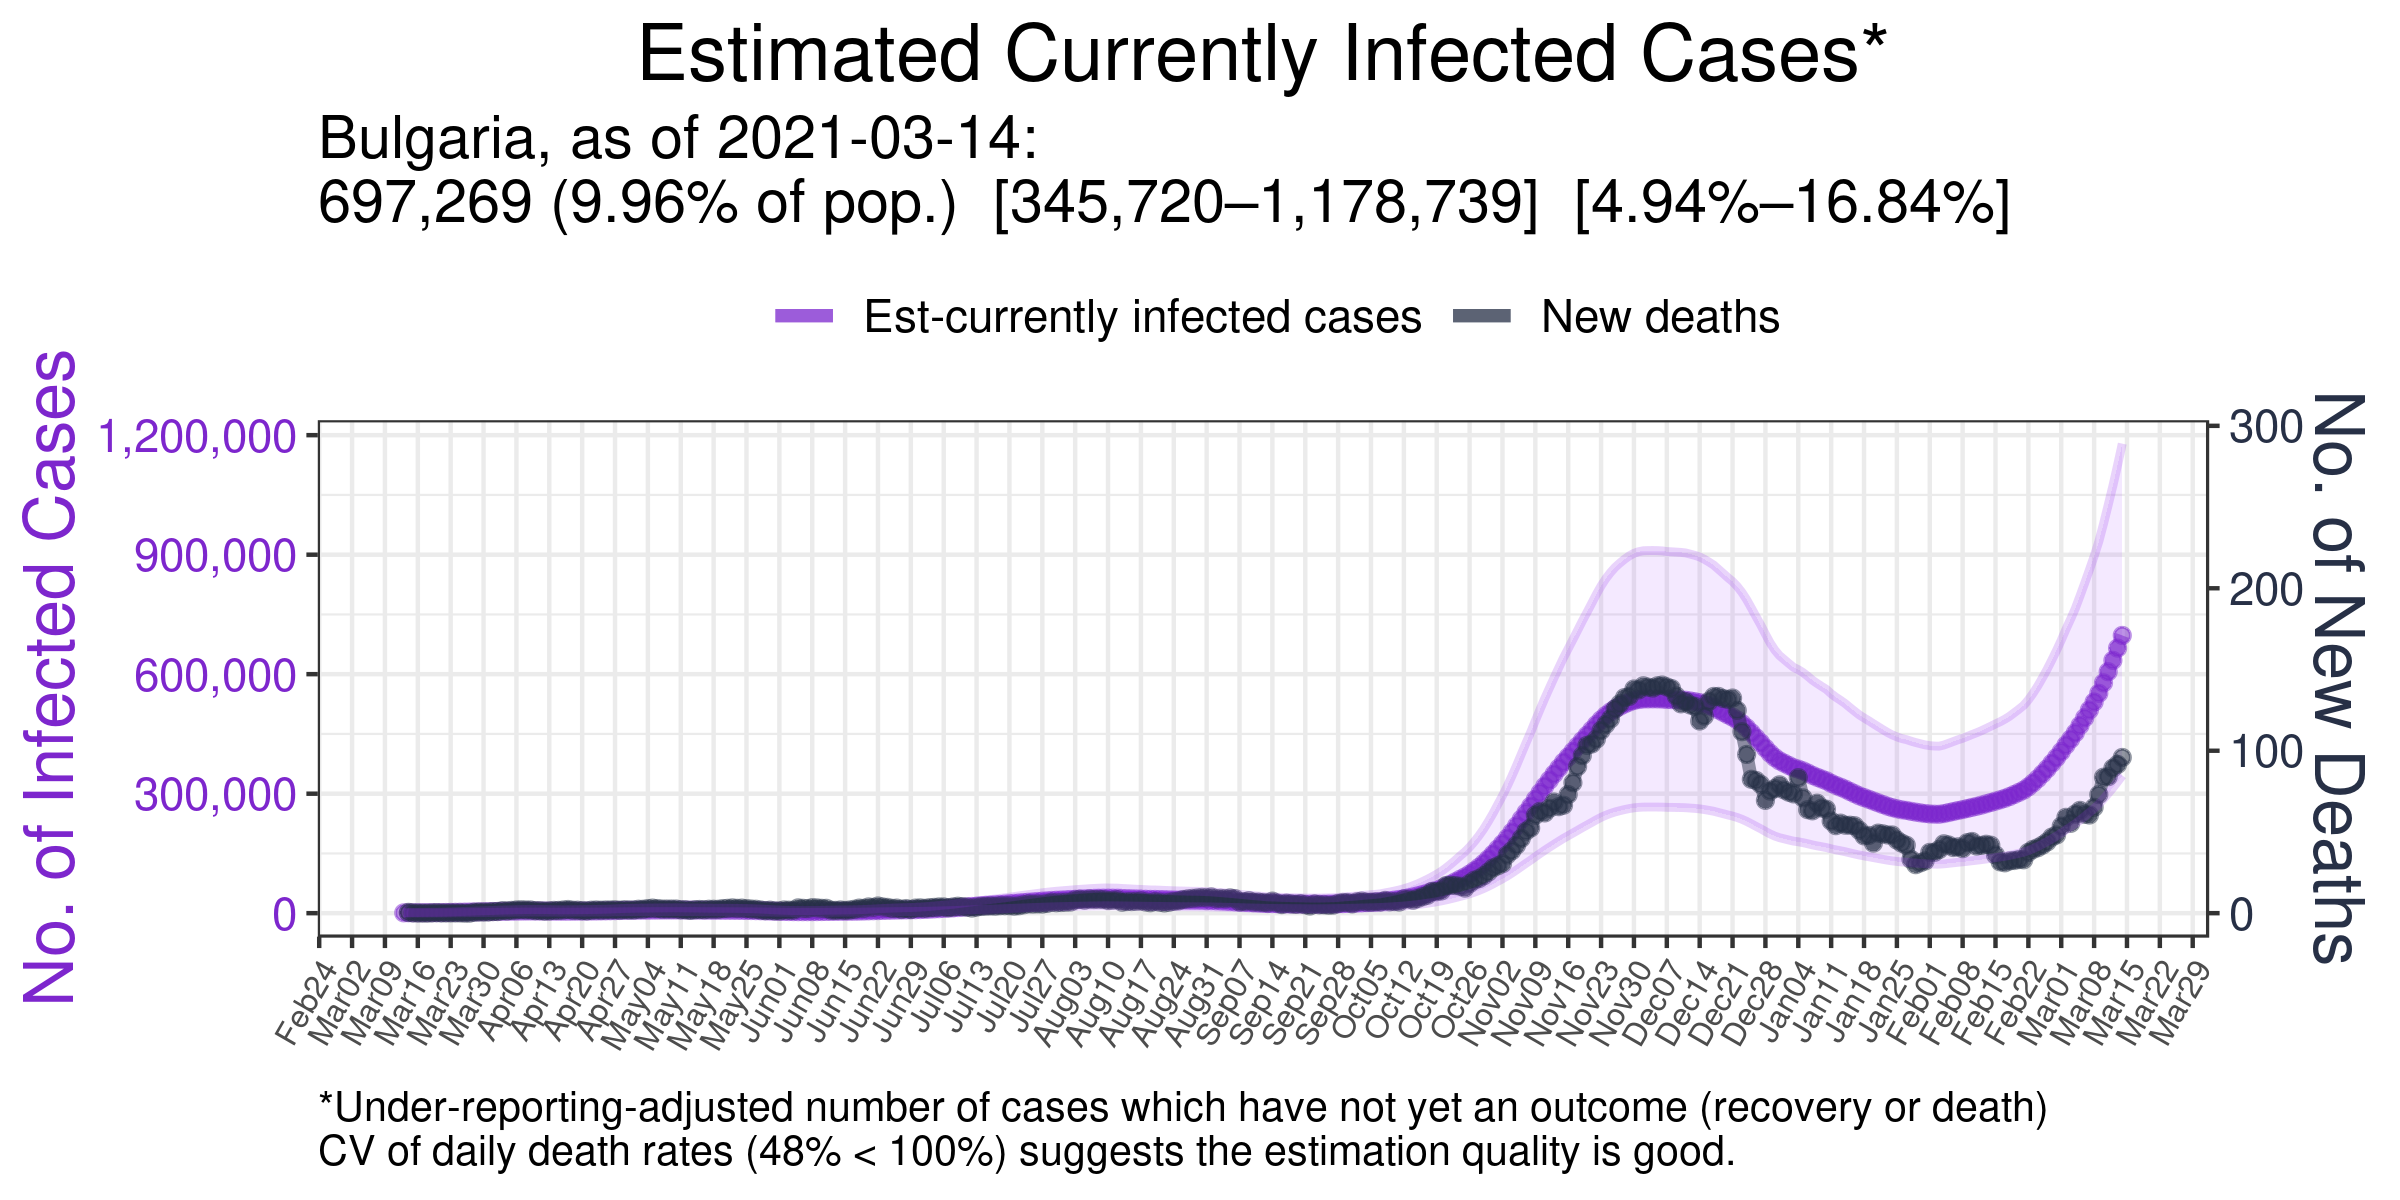 Estimated Currently Infected Cases*
Bulgaria, as of 2021-03-14:
697,269 (9.96% of pop.) [345,720–1,178,739] [4.94%–16.84%]
Est-currently infected cases
New deaths
No. of Infected Cases
1,200,000
900,000
600,000
300,000
0
300
200
100
0
No. of New Deaths
Feb24
Mar02
Mar09
Mar16
Mar23
Mar30
Apr06
Apr13
Apr20
Apr27
May04
May11
May18
May25
Jun01
Jun08
Jun15
Jun22
Jun29
Jul06
Jul13
Jul20
Jul27
Aug03
Aug10
Aug17
Aug24
Aug31
Sep07
Sep14
Sep21
Sep28
Oct05
Oct12
Oct19
Oct26
Nov02
Nov09
Nov16
Nov23
Nov30
Dec07
Dec14
Dec21
Dec28
Jan04
Jan11
Jan18
Jan25
Feb01
Feb08
Feb15
Feb22
Mar01
Mar08
Mar15
Mar22
Mar29
*Under-reporting-adjusted number of cases which have not yet an outcome (recovery or death)
CV of daily death rates (48% < 100%) suggests the estimation quality is good.